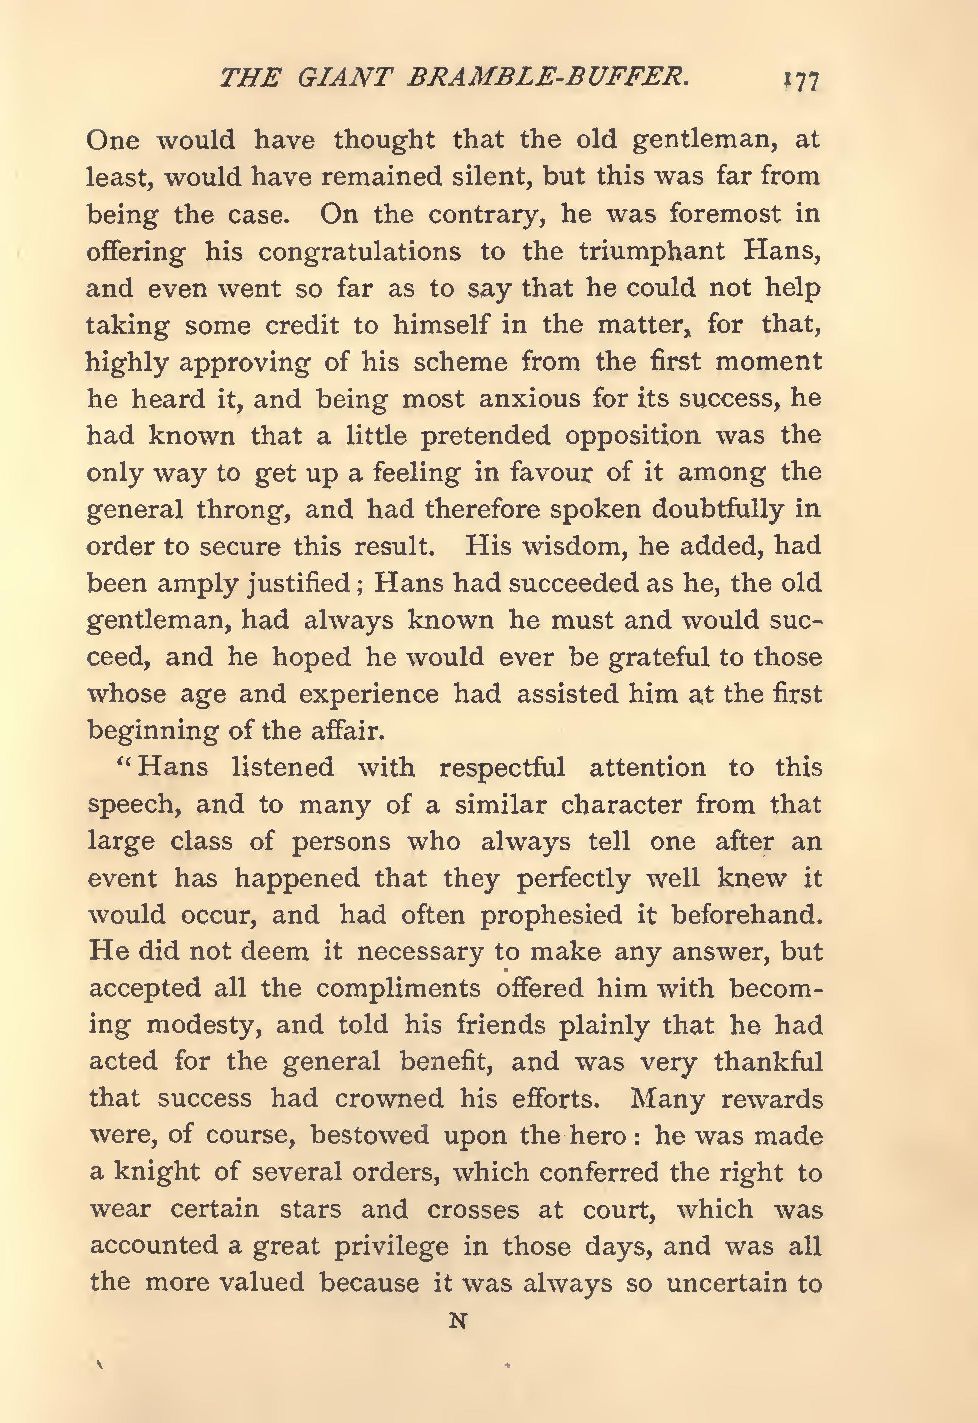 THE GIANT BRAMBLE-BUFFER. 177
One would have thought that the old gentleman, at
least, would have remained silent, but this was far from
being the case. On the contrary, he was foremost in
offering his congratulations to the triumphant Hans,
and even went so far as to say that he could not help
taking some credit to himself in the matter, for that,
highly approving of his scheme from the first moment
he heard it, and being most anxious for its success, he
had known that a little pretended opposition was the
only way to get up a feeling in favour of it among the
general throng, and had therefore spoken doubtfully in
order to secure this result. His wisdom, he added, had
been amply justified; Hans had succeeded as he, the old
gentleman, had always known he must and would suc-
ceed, and he hoped he would ever be grateful to those
whose age and experience had assisted him at the first
beginning of the affair.
“Hans listened with respectful attention to this
speech, and to many of a similar character from that
large class of persons who always tell one after an
event has happened that they perfectly well knew it
would occur, and had often prophesied it beforehand.
He did not deem it necessary to make any answer, but
accepted all the compliments offered him with becom-
ing modesty, and told his friends plainly that he had
acted for the general benefit, and was very thankful
that success had crowned his efforts. Many rewards
were, of course, bestowed upon the hero: he was made
a knight of several orders, which conferred the right to
wear certain stars and crosses at court, which was
accounted a great privilege in those days, and was all
the more valued because it was always so uncertain to
N